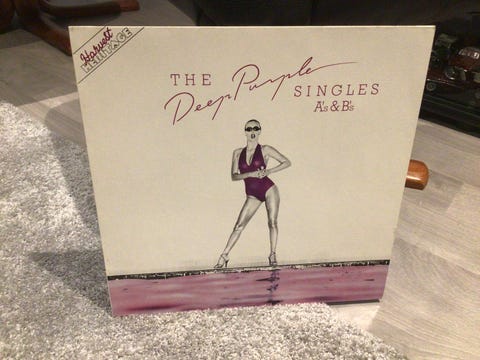 Harvest
HERITAGE
THE
Deep Purple
SINGLES
A's & B's